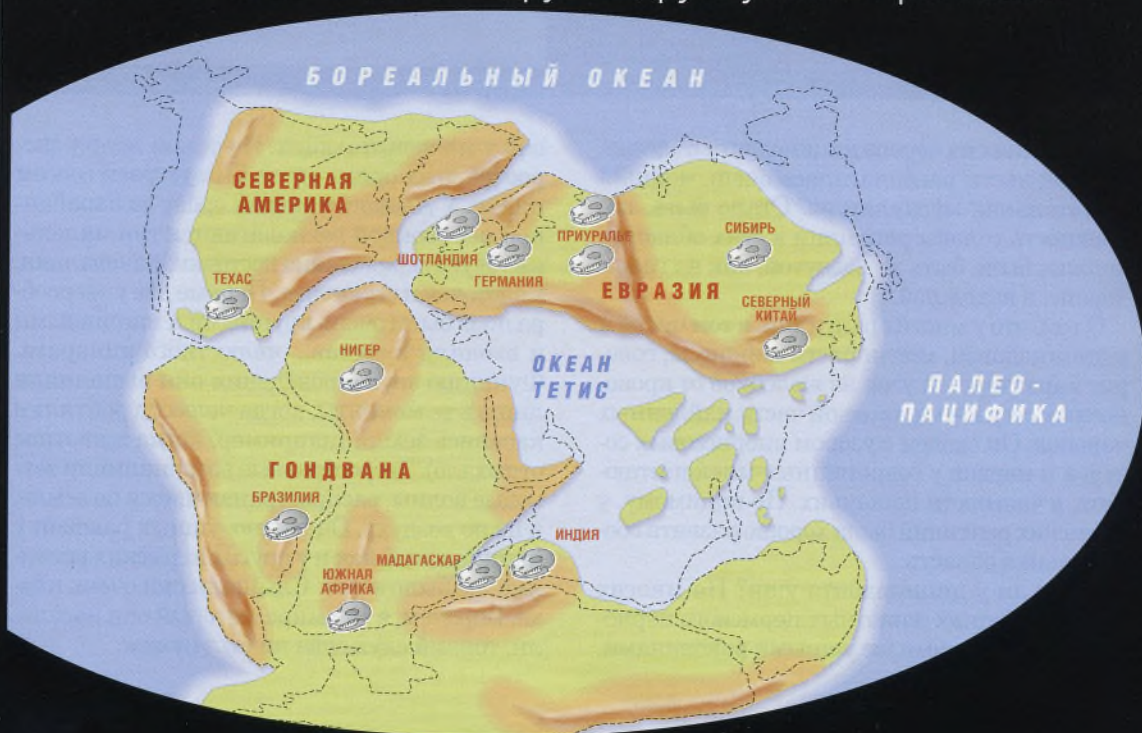 БОРЕАЛЬНЫЙ ОКЕАН
СЕВЕРНАЯ
АМЕРИКА
ШОТЛАНДИЯ
ГЕРМАНИЯ
ПРИУРАЛЬЕ
СИБИРЬ
ЕВРАЗИЯ
ТЕХАС
СЕВЕРНЫЙ
КИТАЙ
НИГЕР
ОКЕАН
ТЕТИС
ПАЛЕО-
ПАЦИФИКА
ГОНДВАНА
БРАЗИЛИЯ
ИНДИЯ
МАДАГАСКАР
ЮЖНАЯ
АФРИКА